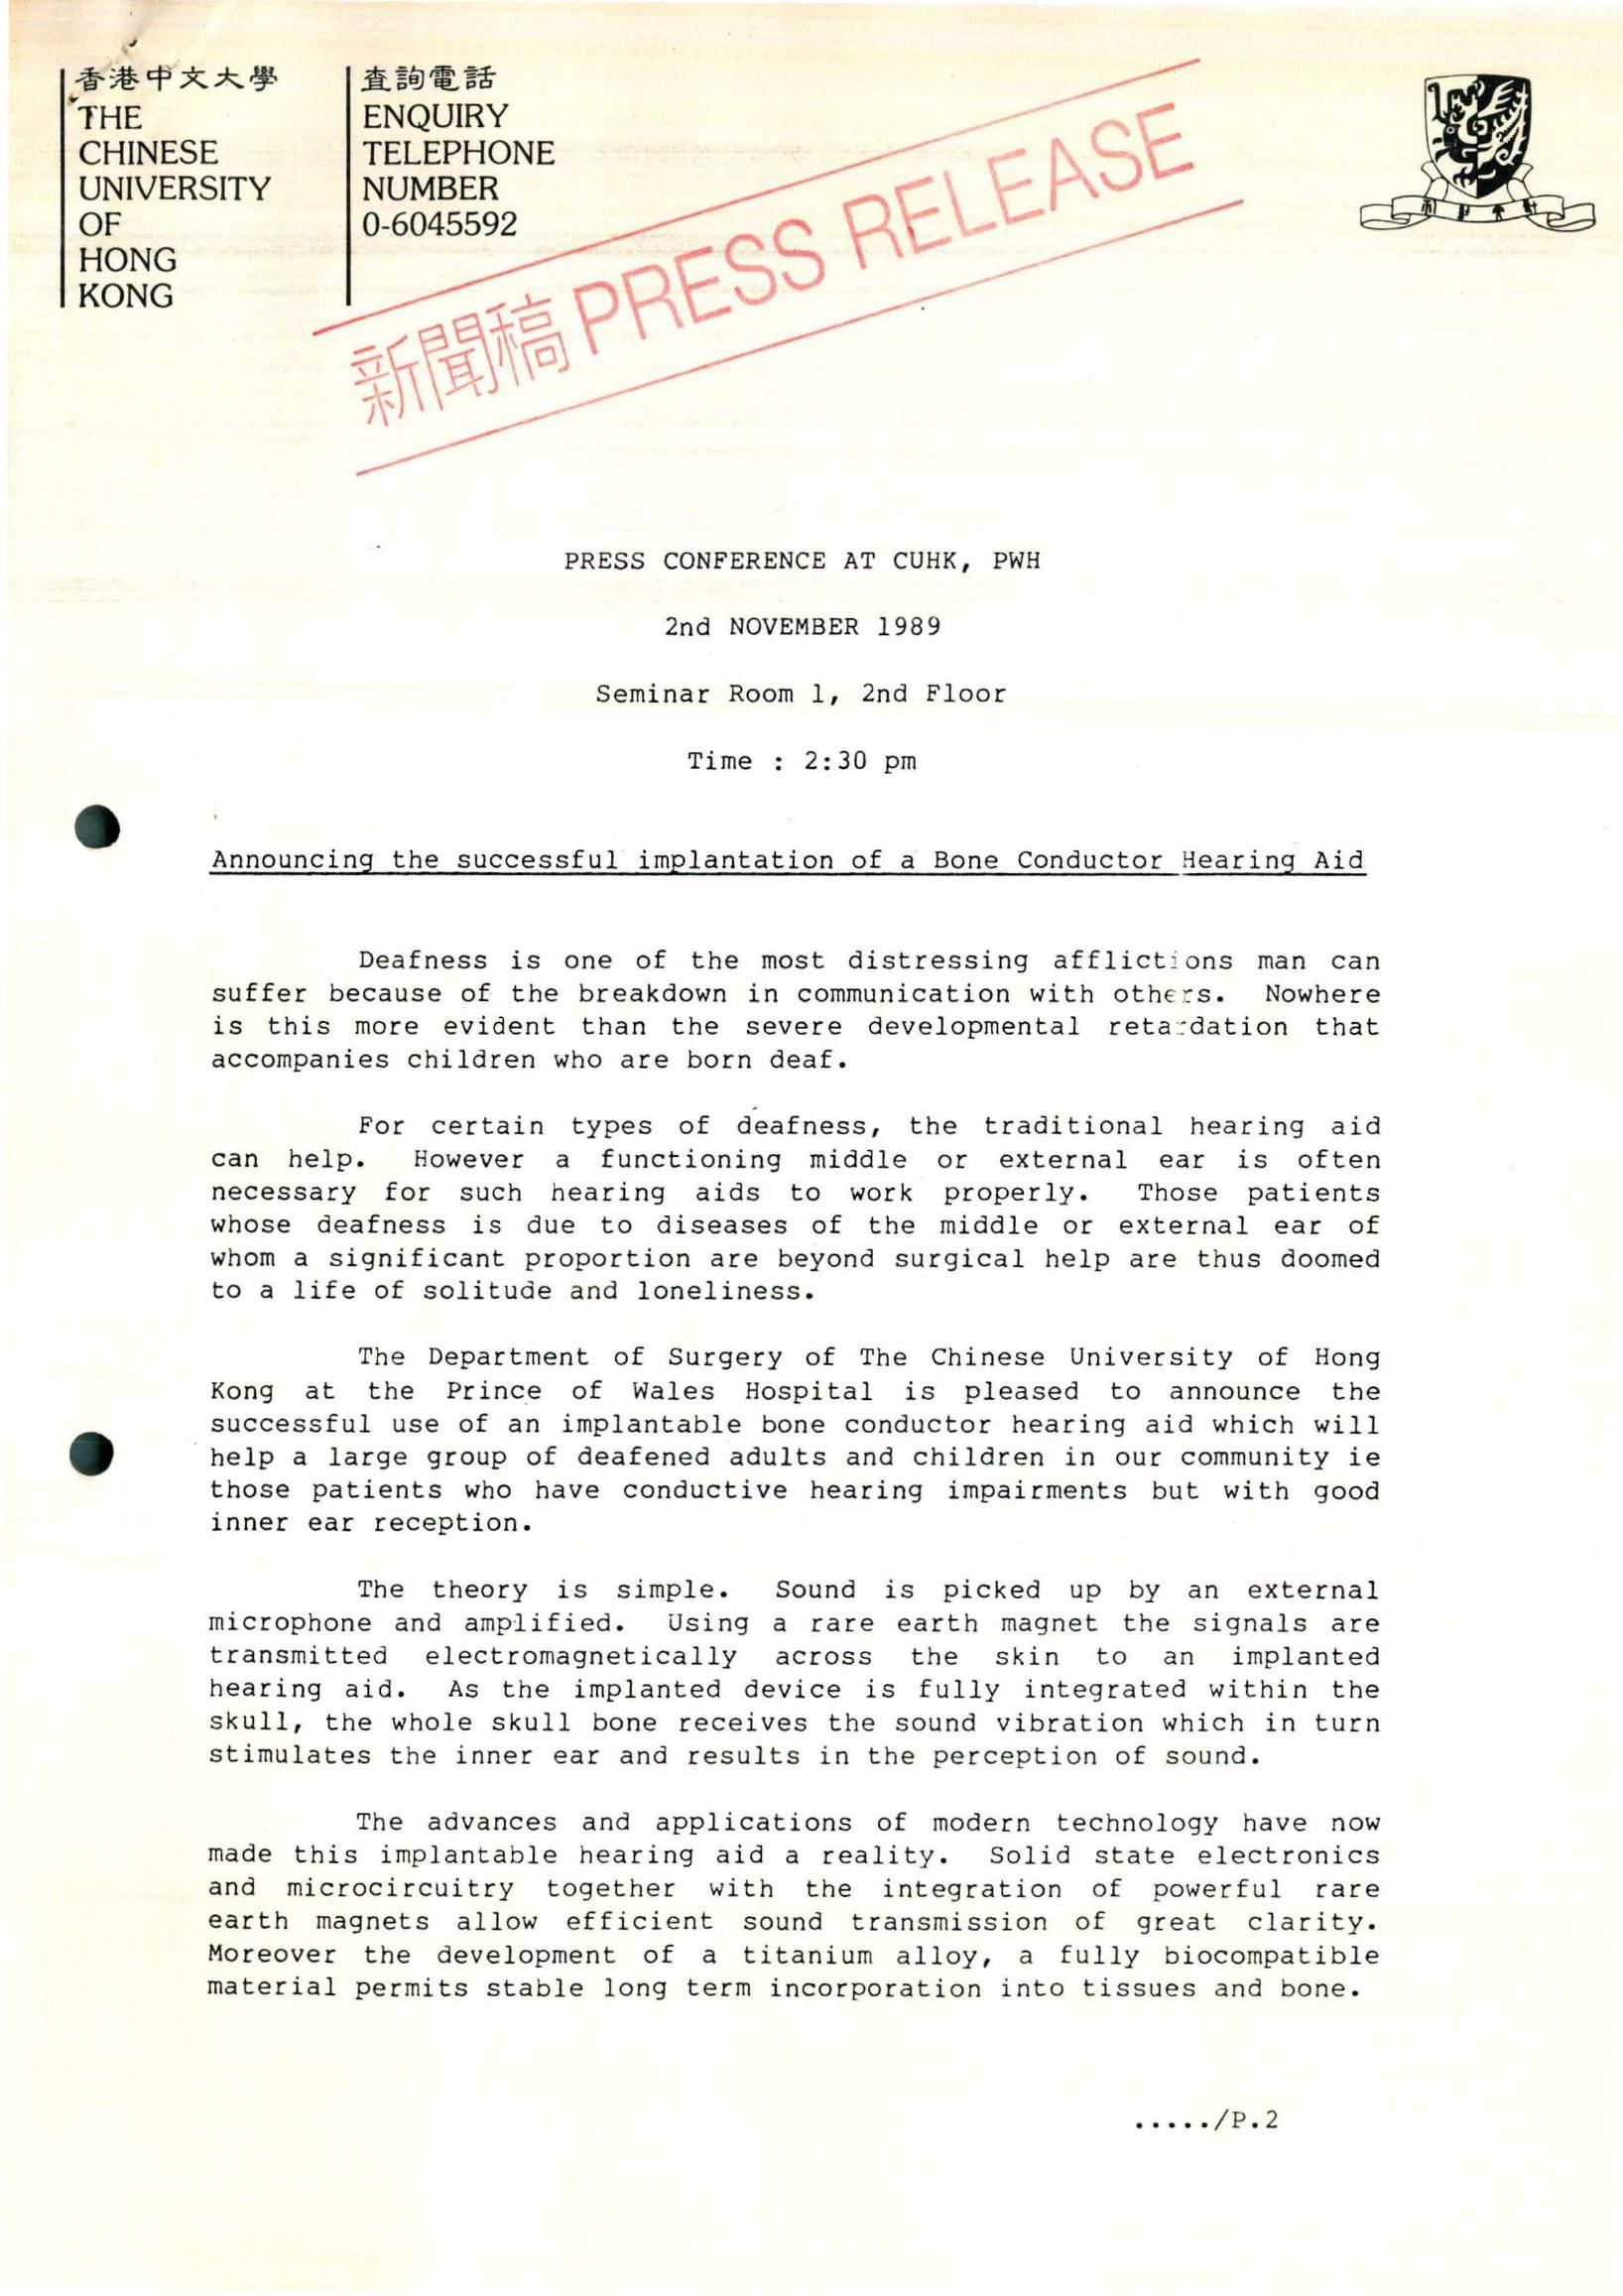 香港中文大學
THE
CHINESE
UNIVERSITY
OF
HONG
KONG
查詢電話
ENQUIRY
TELEPHONE
NUMBER
0-6045592
新聞稿 PRESS RELEASE
PRESS CONFERENCE AT CUHK, PWH
2nd NOVEMBER 1989
Seminar Room 1, 2nd Floor
Time : 2:30 pm
Announcing the successful implantation of a Bone Conductor Hearing Aid
Deafness is one of the most distressing afflictions man can
suffer because of the breakdown in communication with others. Nowhere
is this more evident than the severe developmental retardation that
accompanies children who are born deaf.
For certain types of deafness, the traditional hearing aid
can help. However a functioning middle or external ear is often
necessary for such hearing aids to work properly. Those patients
whose deafness is due to diseases of the middle or external ear of
whom a significant proportion are beyond surgical help are thus doomed
to a life of solitude and loneliness.
The Department of Surgery of The Chinese University of Hong
Kong at the Prince of Wales Hospital is pleased to announce the
successful use of an implantable bone conductor hearing aid which will
help a large group of deafened adults and children in our community ie
those patients who have conductive hearing impairments but with good
inner ear reception.
The theory is simple. Sound is picked up by an external
microphone and amplified. Using a rare earth magnet the signals are
transmitted electromagnetically across the skin to an implanted
hearing aid. As the implanted device is fully integrated within the
skull, the whole skull bone receives the sound vibration which in turn
stimulates the inner ear and results in the perception of sound.
The advances and applications of modern technology have now
made this implantable hearing aid a reality. Solid state electronics
and microcircuitry together with the integration of powerful rare
earth magnets allow efficient sound transmission of great clarity.
Moreover the development of a titanium alloy, a fully biocompatible
material permits stable long term incorporation into tissues and bone.
...../P.2